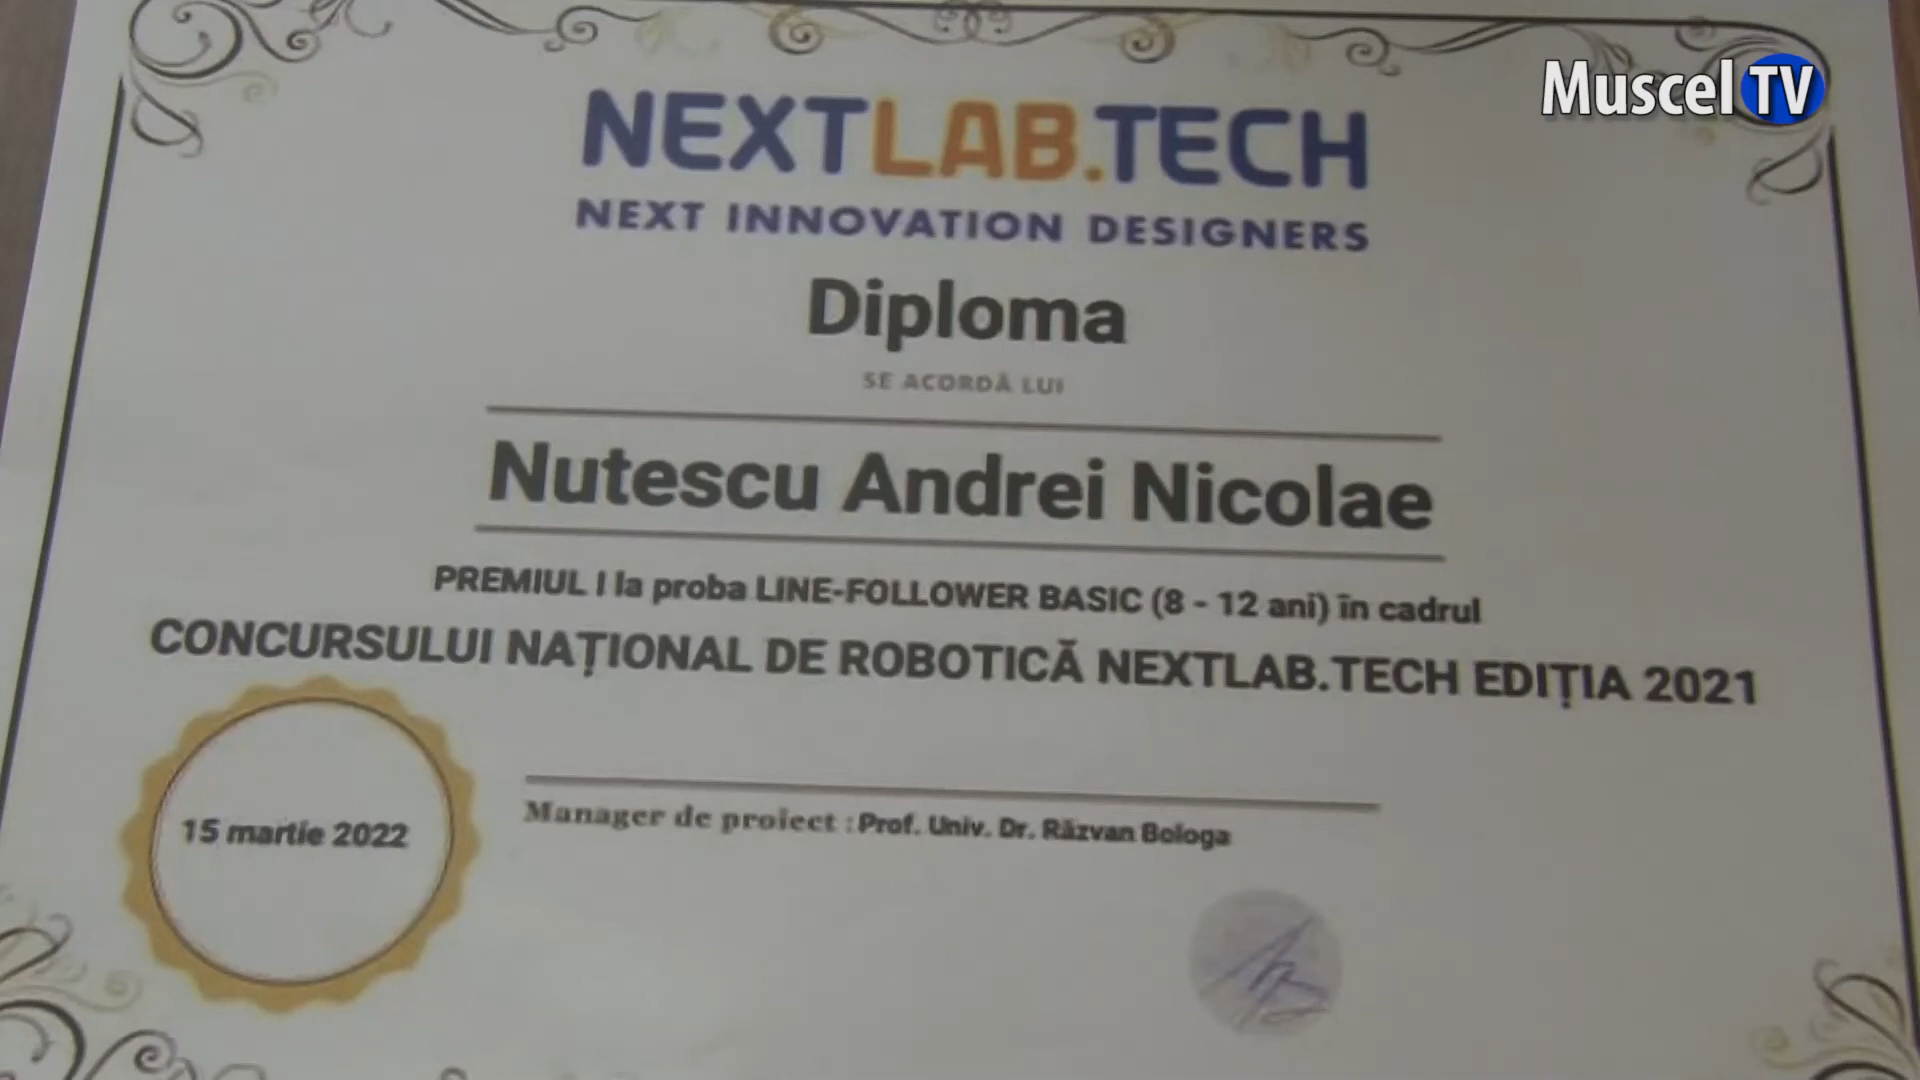 Muscel TV
NEXTLAB.TECH
NEXT INNOVATION DESIGNERS
Diploma
SE ACORDĂ LUI
Nutescu Andrei Nicolae
PREMIUL I la proba LINE-FOLLOWER BASIC (8 - 12 ani) în cadrul
CONCURSULUI NAȚIONAL DE ROBOTICĂ NEXTLAB.TECH EDIȚIA 2021
15 martie 2022
Manager de proiect : Prof. Univ. Dr. Răzvan Bologa